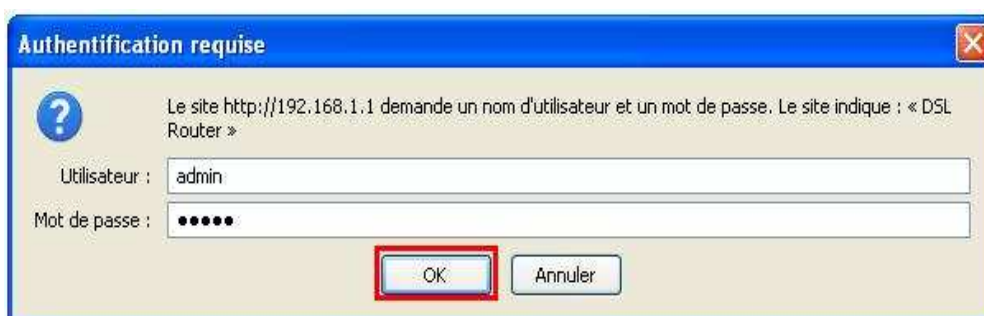 Authentification requise
Le site http://192.168.1.1 demande un nom d'utilisateur et un mot de passe. Le site indique : « DSL
Router »
Utilisateur : admin
Mot de passe : •••••
OK Annuler